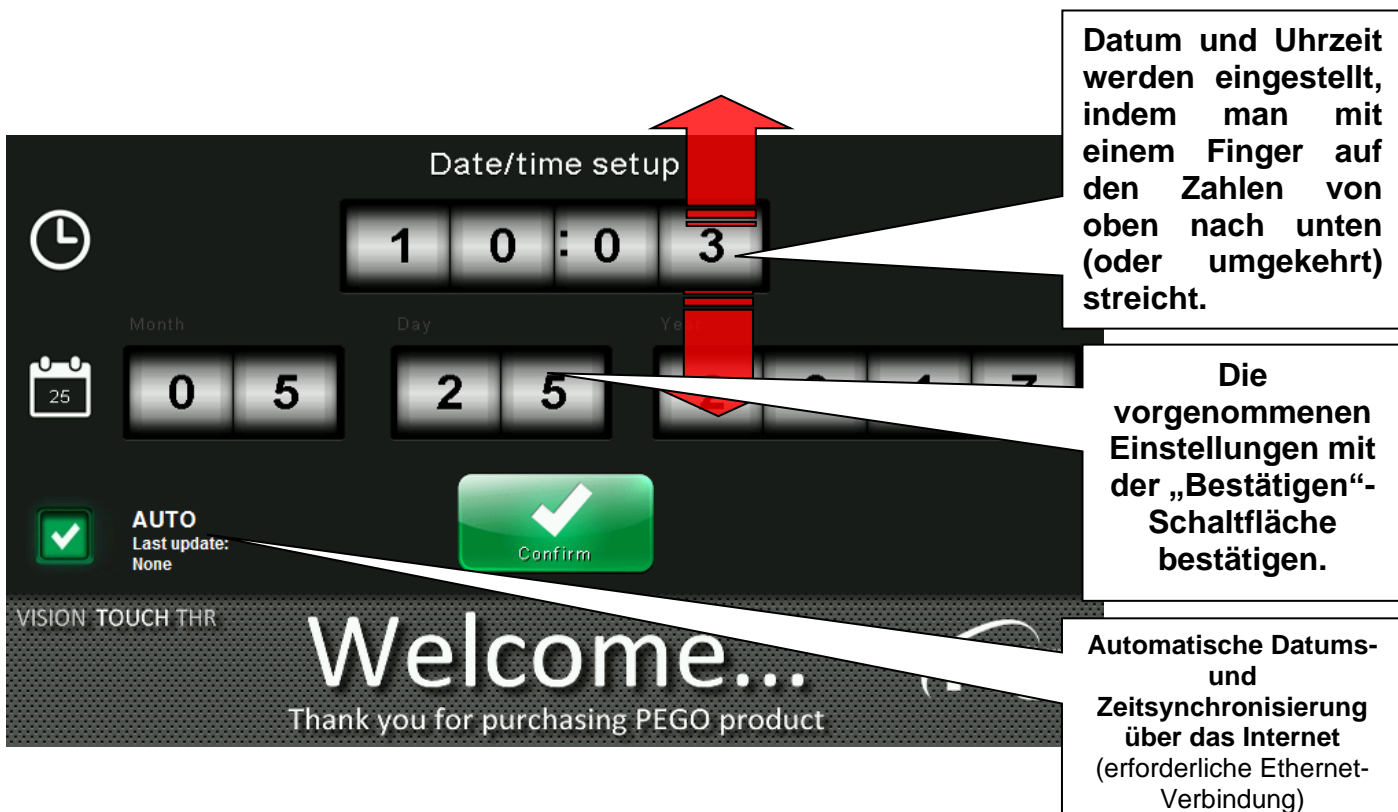 Datum und Uhrzeit
werden eingestellt,
indem man mit
einem Finger auf
den Zahlen von
oben nach unten
(oder umgekehrt)
streicht.
Date/time setup
1 0 : 0 3
Month Day
25
0 5 2 5
Die
vorgenommenen
Einstellungen mit
der „Bestätigen“-
Schaltfläche
bestätigen.
AUTO
Last update:
None
Confirm
VISION TOUCH THR
Welcome...
Thank you for purchasing PEGO product
Automatische Datums-
und
Zeitsynchronisierung
über das Internet
(erforderliche Ethernet-
Verbindung)